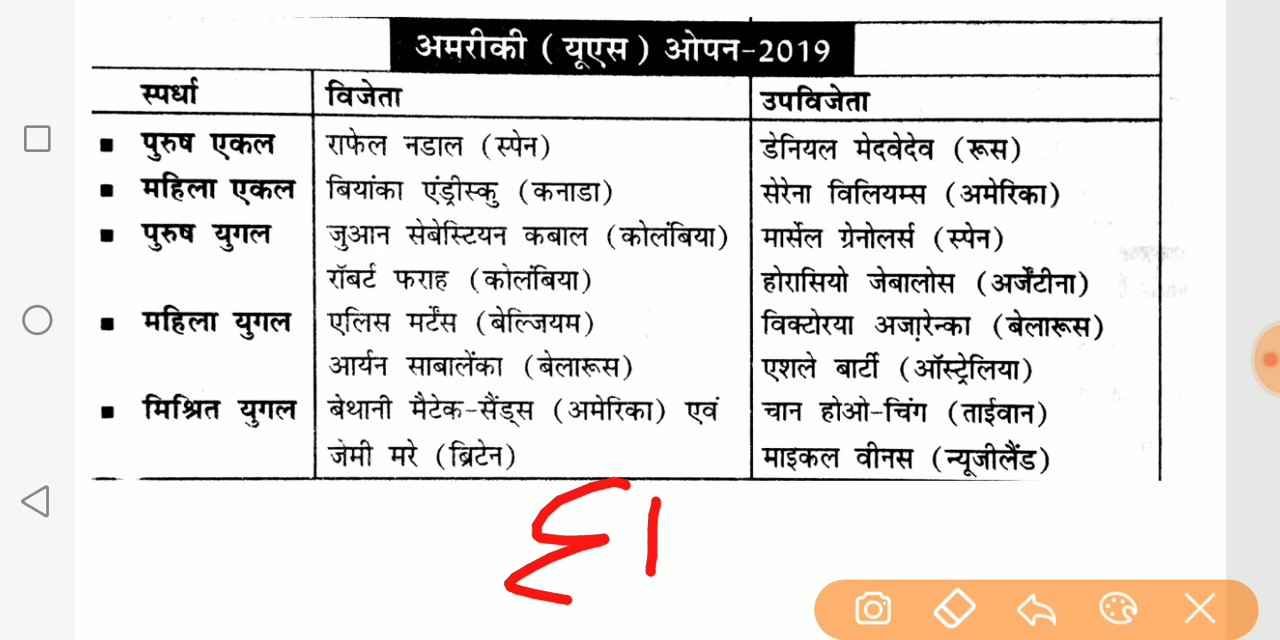 अमरीकी ( यूएस ) ओपन-2019
स्पर्धा विजेता उपविजेता
▪ पुरुष एकल राफेल नडाल (स्पेन) डेनियल मेदवेदेव (रूस)
▪ महिला एकल बियांका एंड्रीस्कु (कनाडा) सेरेना विलियम्स (अमेरिका)
▪ पुरुष युगल जुआन सेबेस्टियन कबाल (कोलंबिया) मार्सेल ग्रेनोलर्स (स्पेन)
रॉबर्ट फराह (कोलंबिया) होरासियो जेबालोस (अर्जेंटीना)
▪ महिला युगल एलिस मर्टेंस (बेल्जियम) विक्टोरया अजा़रेन्का (बेलारूस)
आर्यन साबालेंका (बेलारूस) एशले बार्टी (ऑस्ट्रेलिया)
▪ मिश्रित युगल बेथानी मैटेक-सैंड्स (अमेरिका) एवं चान होओ-चिंग (ताईवान)
जेमी मरे (ब्रिटेन) माइकल वीनस (न्यूजीलैंड)